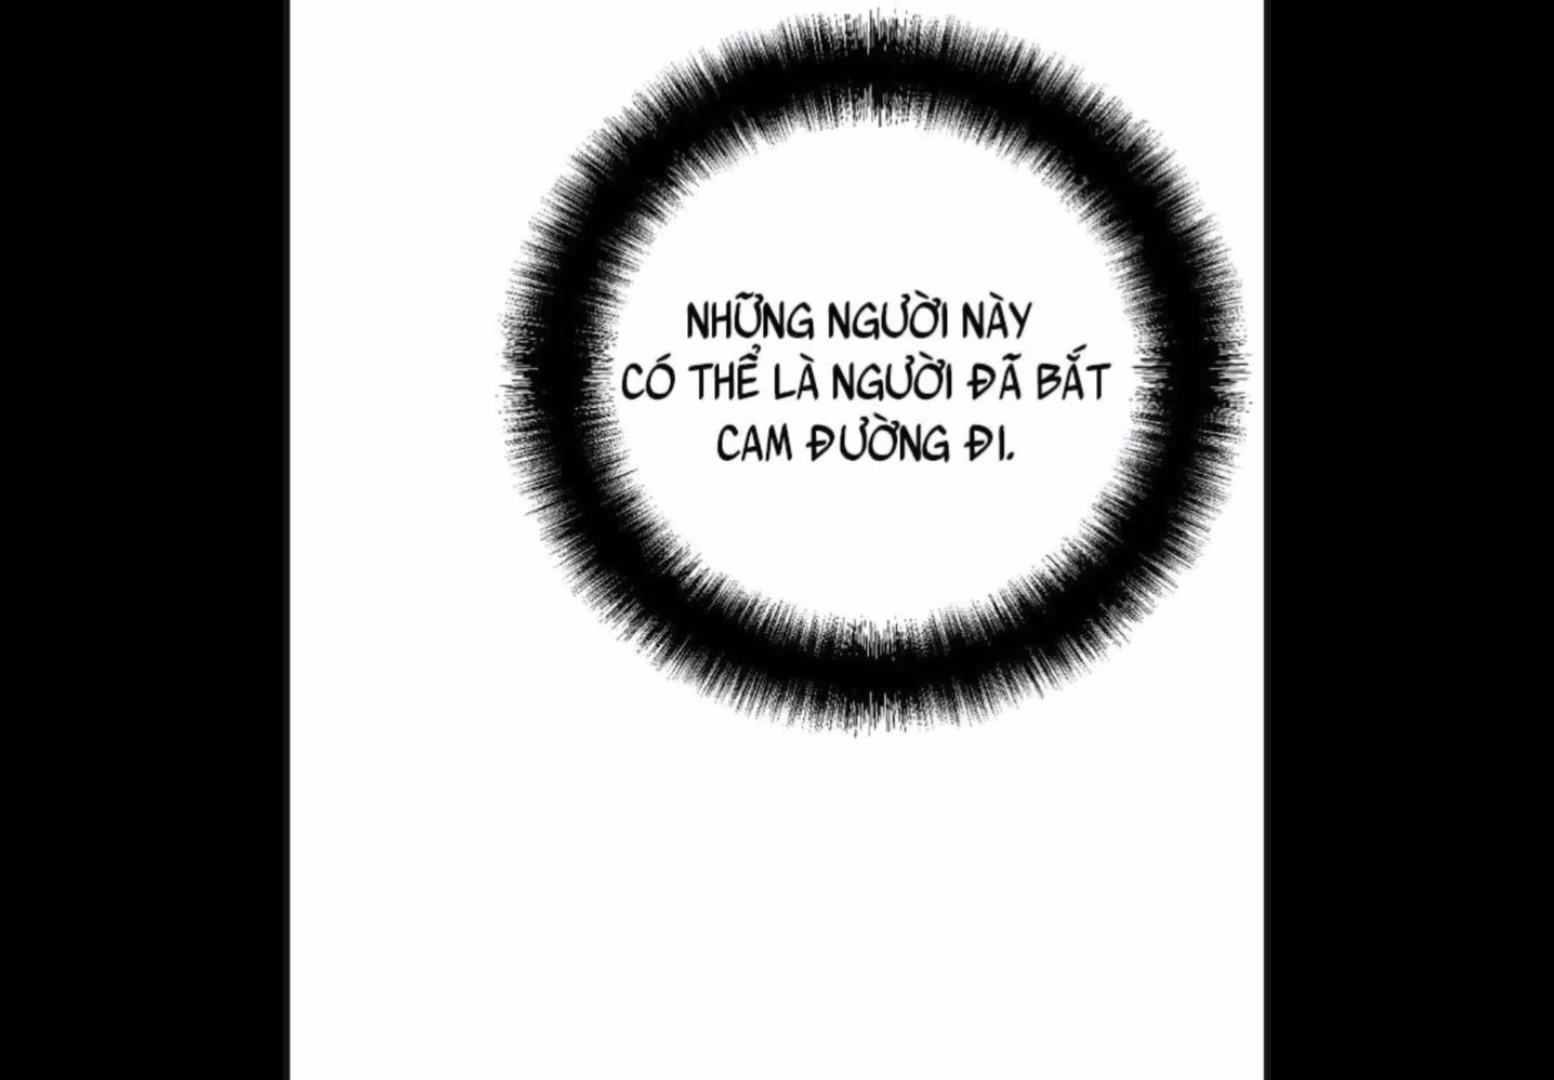 NHỮNG NGƯỜI NÀY
CÓ THỂ LÀ NGƯỜI ĐÃ BẮT
CAM ĐƯỜNG ĐI.